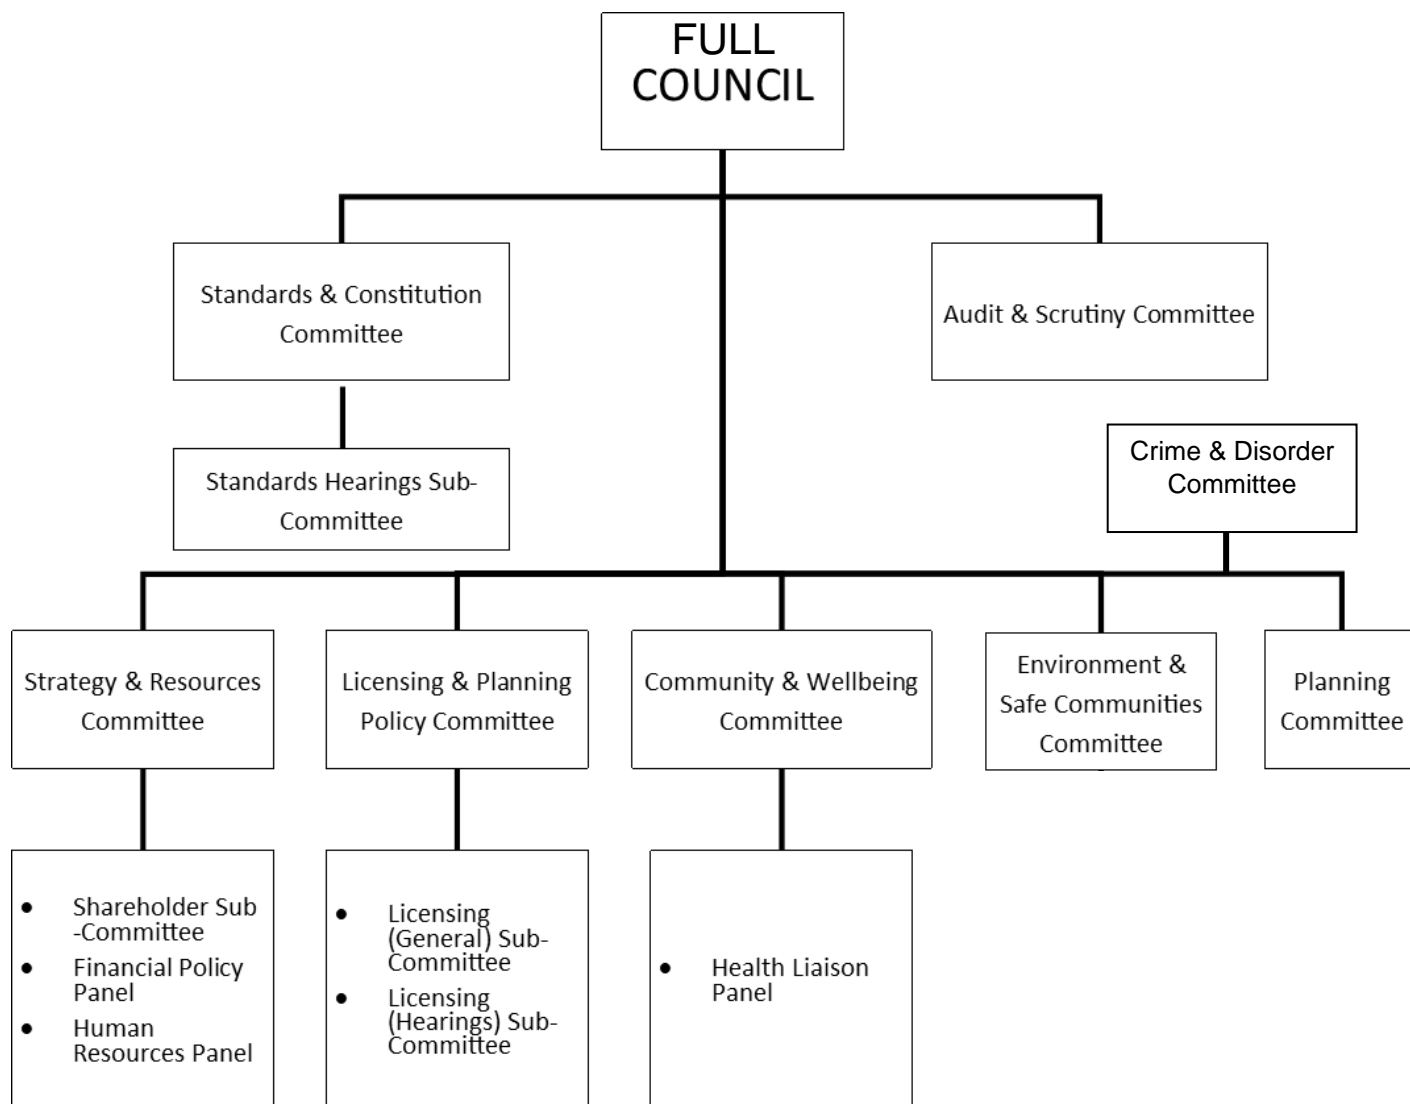 FULL
COUNCIL
Standards & Constitution
Committee
Audit & Scrutiny Committee
Standards Hearings Sub-
Committee
Crime & Disorder
Committee
Strategy & Resources
Committee
Licensing & Planning
Policy Committee
Community & Wellbeing
Committee
Environment &
Safe Communities
Committee
Planning
Committee
• Shareholder Sub
-Committee
• Financial Policy
Panel
• Human
Resources Panel
• Licensing
(General) Sub-
Committee
• Licensing
(Hearings) Sub-
Committee
• Health Liaison
Panel